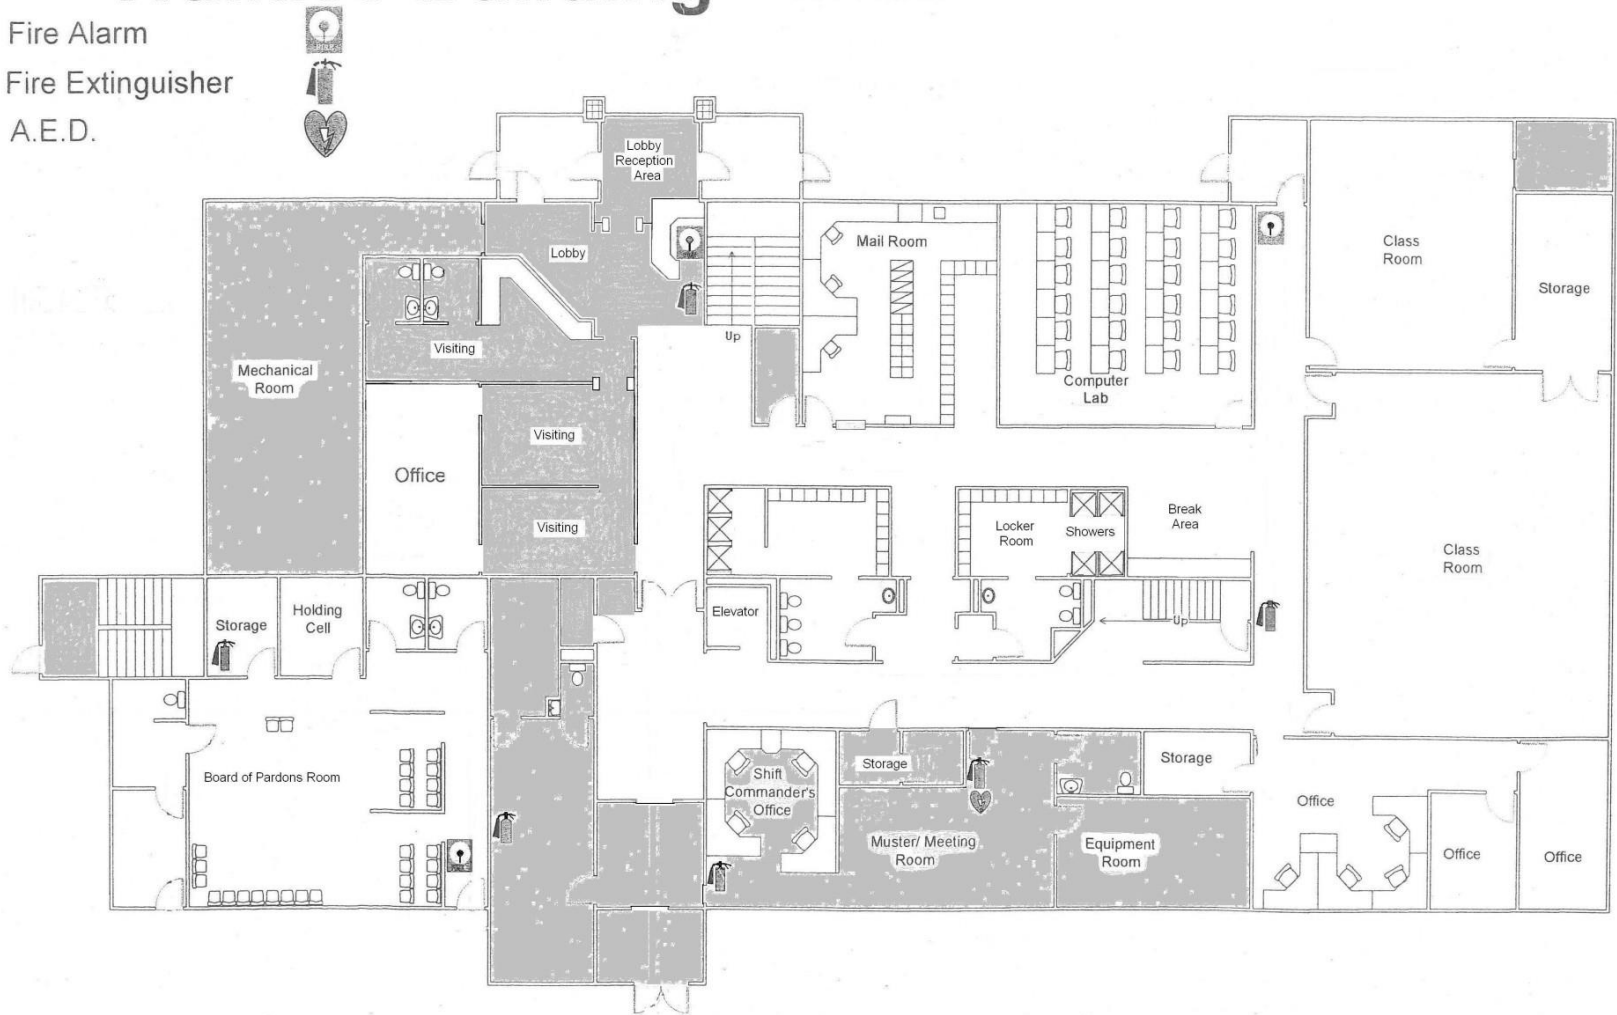 Fire Alarm
Fire Extinguisher
A.E.D.
Lobby
Reception
Area
Lobby
Mail Room
Class
Room
Storage
Up
Visiting
Mechanical
Room
Computer
Lab
Visiting
Office
Visiting
Locker
Room
Showers
Break
Area
Class
Room
Storage
Holding
Cell
Elevator
Up
Board of Pardons Room
Shift
Commander's
Office
Storage
Storage
Office
Muster/ Meeting
Room
Equipment
Room
Office
Office